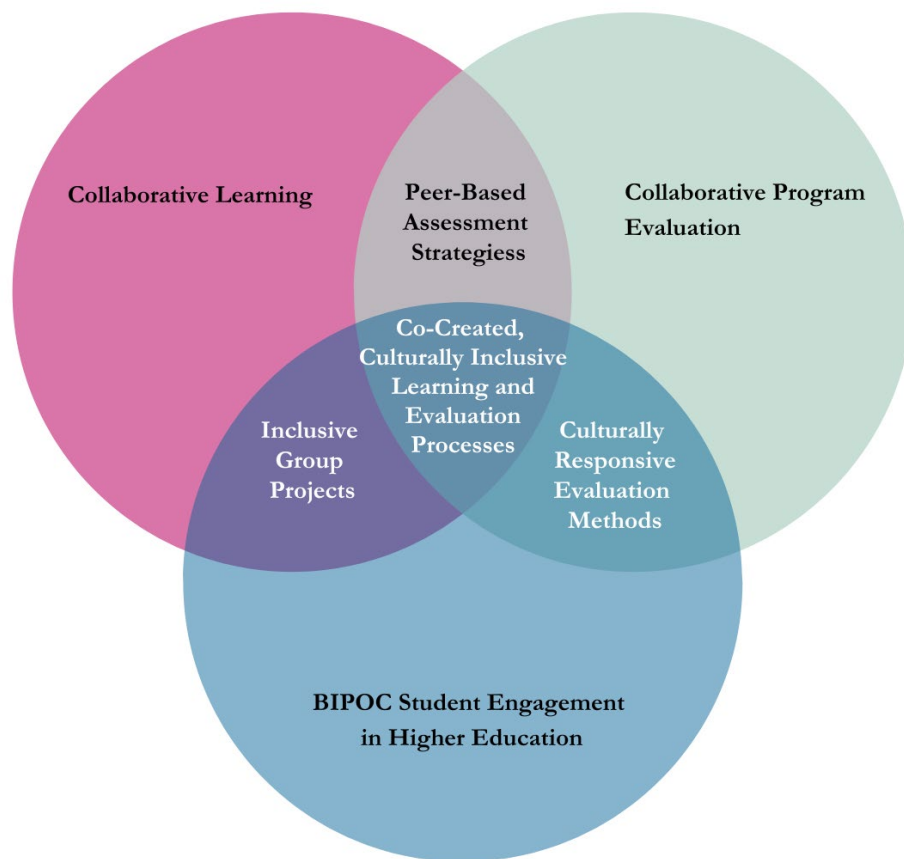 Collaborative Learning
Peer-Based
Assessment
Strategiess
Collaborative Program
Evaluation
Co-Created,
Culturally Inclusive
Learning and
Evaluation
Processes
Inclusive
Group
Projects
Culturally
Responsive
Evaluation
Methods
BIPOC Student Engagement
in Higher Education